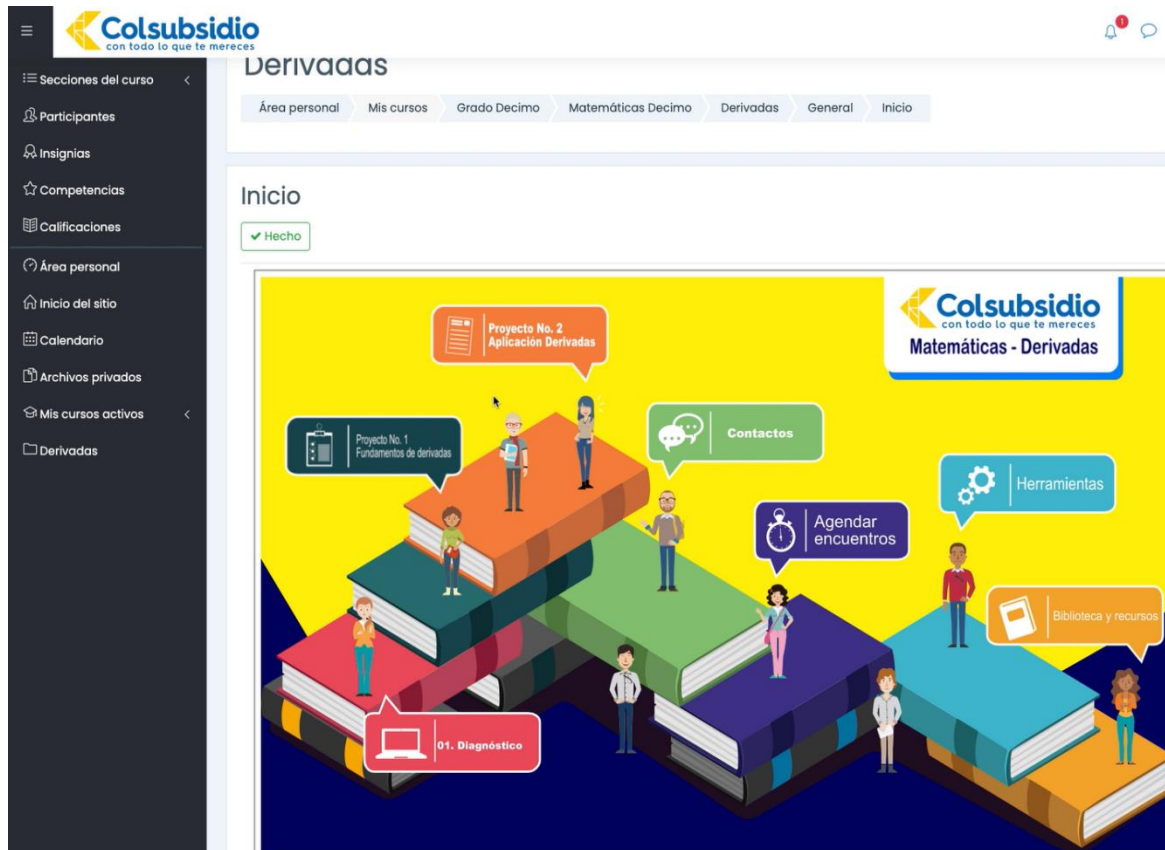 Colsubsidio
con todo lo que te mereces
1
Derivadas
Área personal Mis cursos Grado Decimo Matemáticas Decimo Derivadas General Inicio
Secciones del curso
Participantes
Insignias
Competencias
Calificaciones
Área personal
Inicio del sitio
Calendario
Archivos privados
Mis cursos activos
Derivadas
Inicio
Hecho
Colsubsidio
con todo lo que te mereces
Matemáticas - Derivadas
Proyecto No. 2
Aplicación Derivadas
Proyecto No. 1
Fundamentos de derivadas
Contactos
Herramientas
Agendar
encuentros
Biblioteca y recursos
01. Diagnóstico